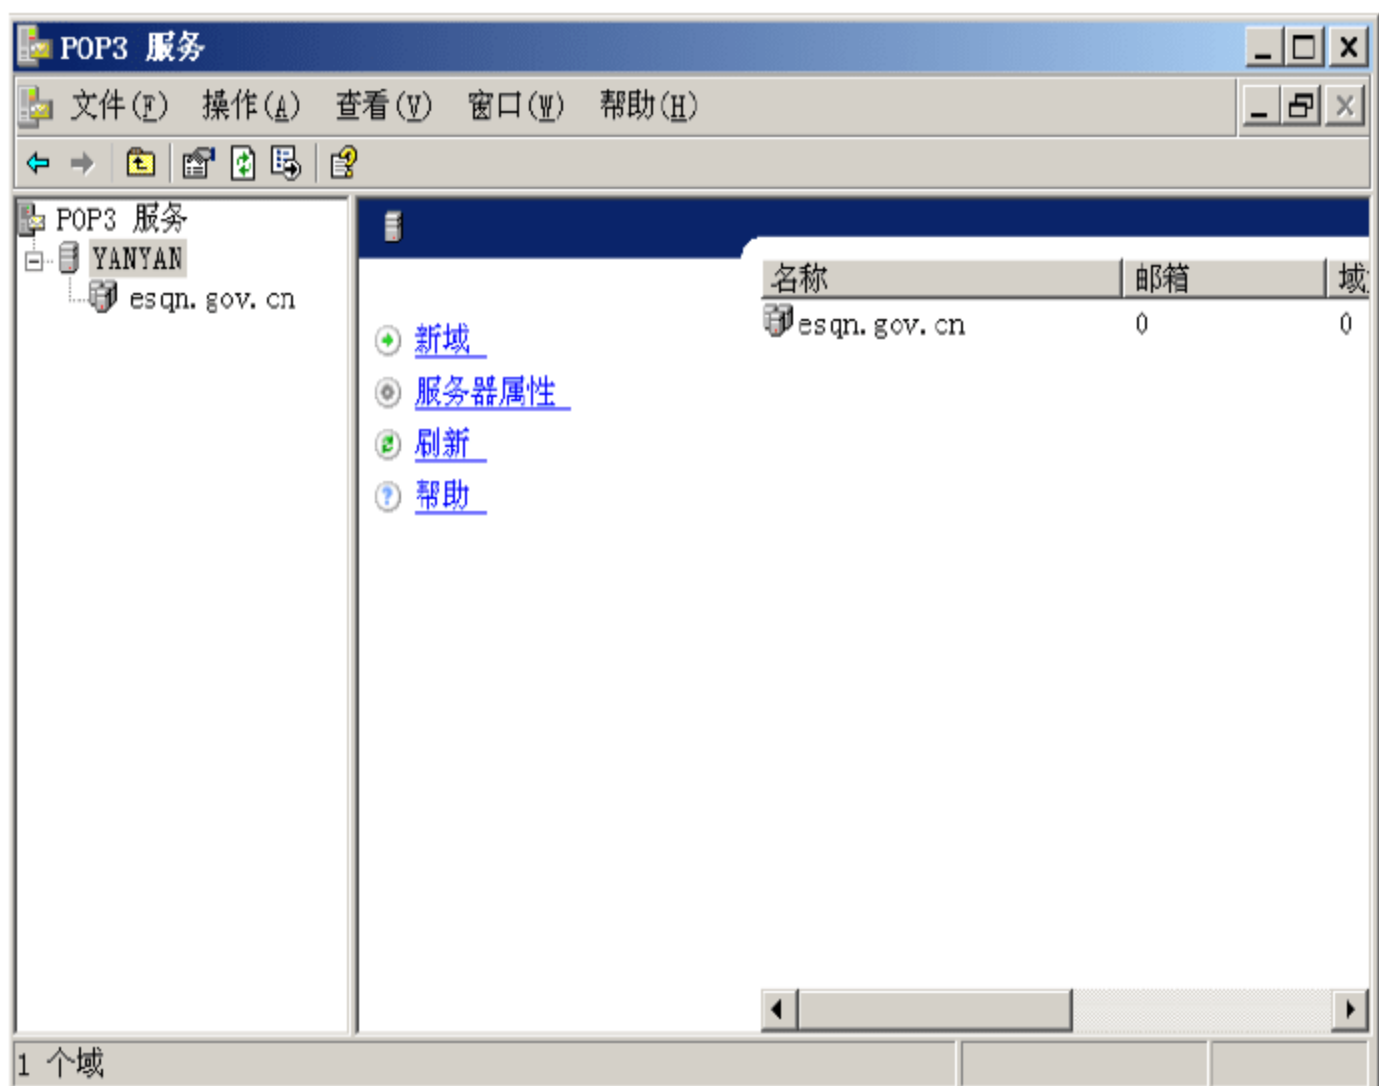 POP3 服务
文件(F) 操作(A) 查看(V) 窗口(W) 帮助(H)
POP3 服务
YANYAN
esqn.gov.cn
新域
服务器属性
刷新
帮助
名称 邮箱 域
esqn.gov.cn 0 0
1 个域